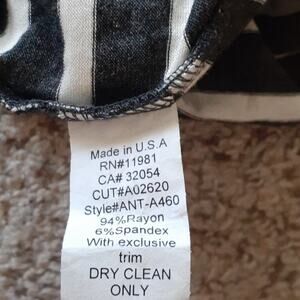 Made in U.S.A
RN#11981
CA# 32054
CUT#A02620
Style#ANT-A460
94%Rayon
6%Spandex
With exclusive
trim
DRY CLEAN
ONLY